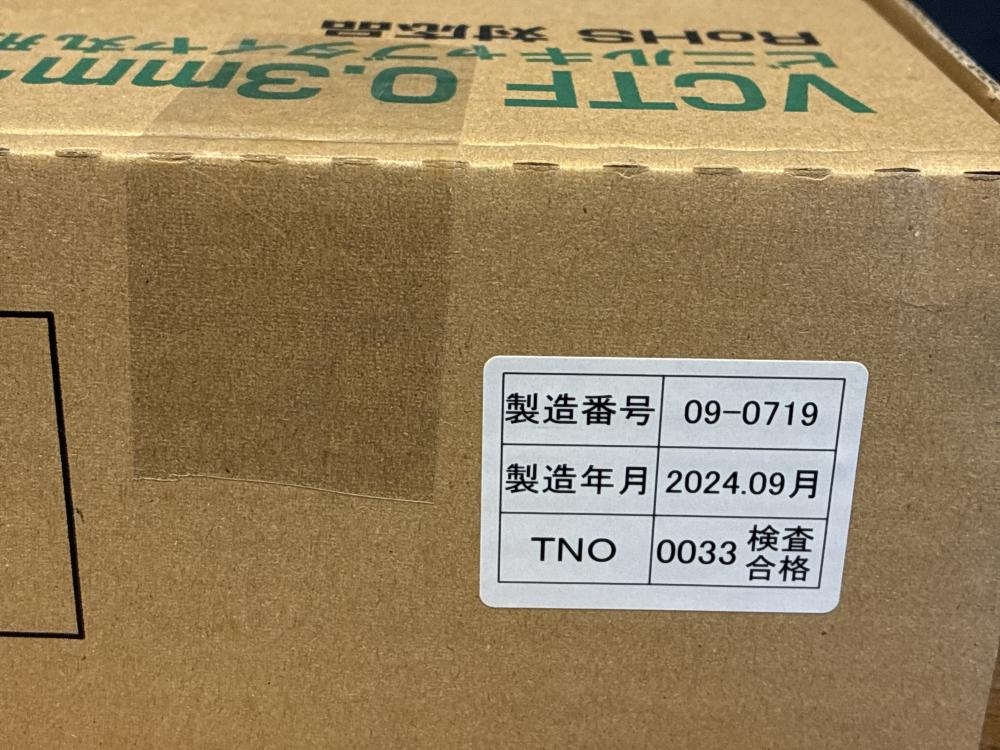 VCTF 0.3mm
ビニルキャブタイヤ丸形
RoHS 対応品
製造番号 09-0719
製造年月 2024.09月
TNO 0033 検査
合格